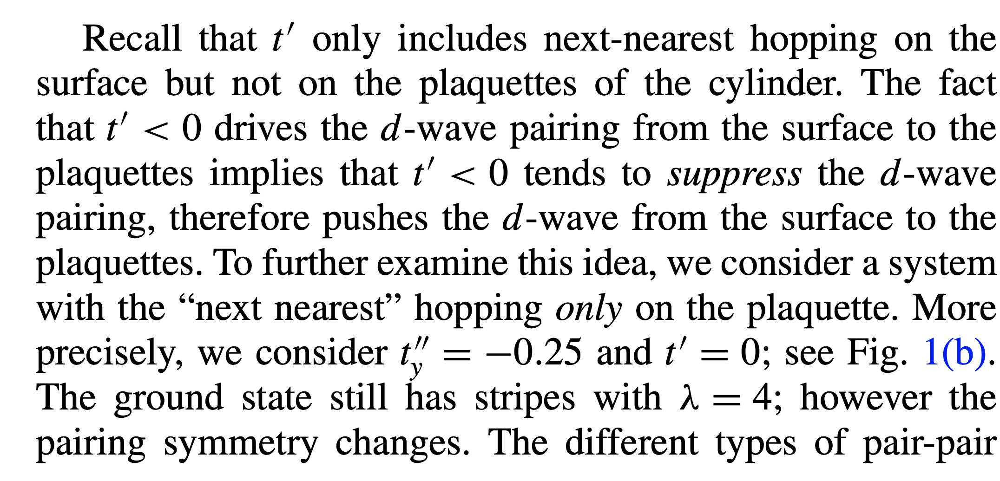 Recall that t′ only includes next-nearest hopping on the
surface but not on the plaquettes of the cylinder. The fact
that t′ < 0 drives the d-wave pairing from the surface to the
plaquettes implies that t′ < 0 tends to suppress the d-wave
pairing, therefore pushes the d-wave from the surface to the
plaquettes. To further examine this idea, we consider a system
with the “next nearest” hopping only on the plaquette. More
precisely, we consider t″_y = −0.25 and t′ = 0; see Fig. 1(b).
The ground state still has stripes with λ = 4; however the
pairing symmetry changes. The different types of pair-pair